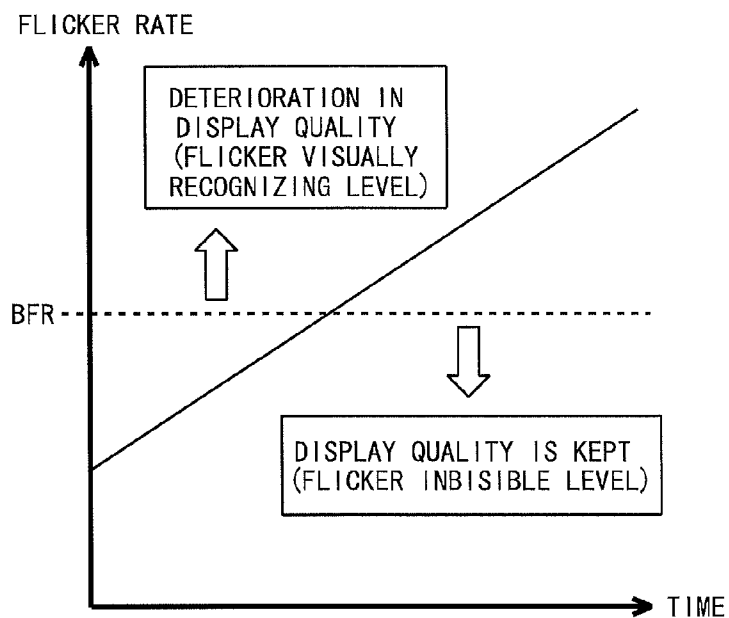 FLICKER RATE
DETERIORATION IN
DISPLAY QUALITY
(FLICKER VISUALLY
RECOGNIZING LEVEL)
BFR
DISPLAY QUALITY IS KEPT
(FLICKER INBISIBLE LEVEL)
TIME